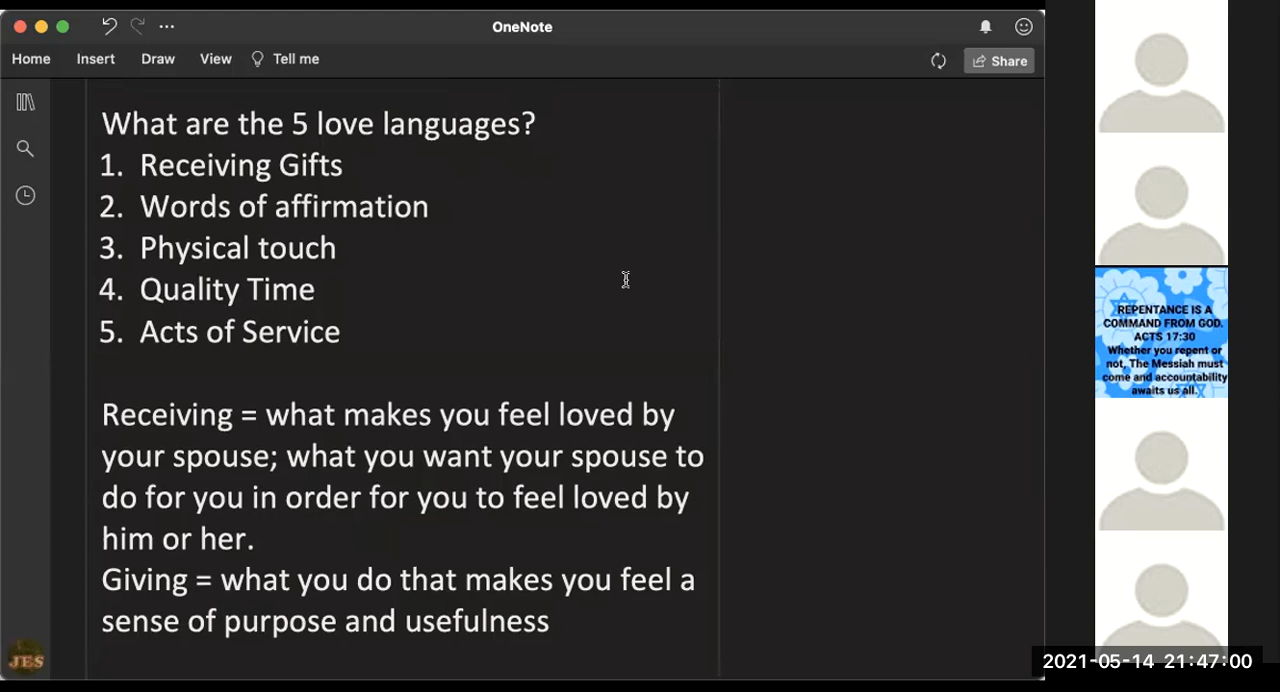 OneNote
Home Insert Draw View Tell me Share
What are the 5 love languages?
1. Receiving Gifts
2. Words of affirmation
3. Physical touch
4. Quality Time
5. Acts of Service
Receiving = what makes you feel loved by
your spouse; what you want your spouse to
do for you in order for you to feel loved by
him or her.
Giving = what you do that makes you feel a
sense of purpose and usefulness
JES
REPENTANCE IS A
COMMAND FROM GOD.
ACTS 17:30
Whether you repent or
not, The Messiah must
come and accountability
awaits us all.
2021-05-14 21:47:00